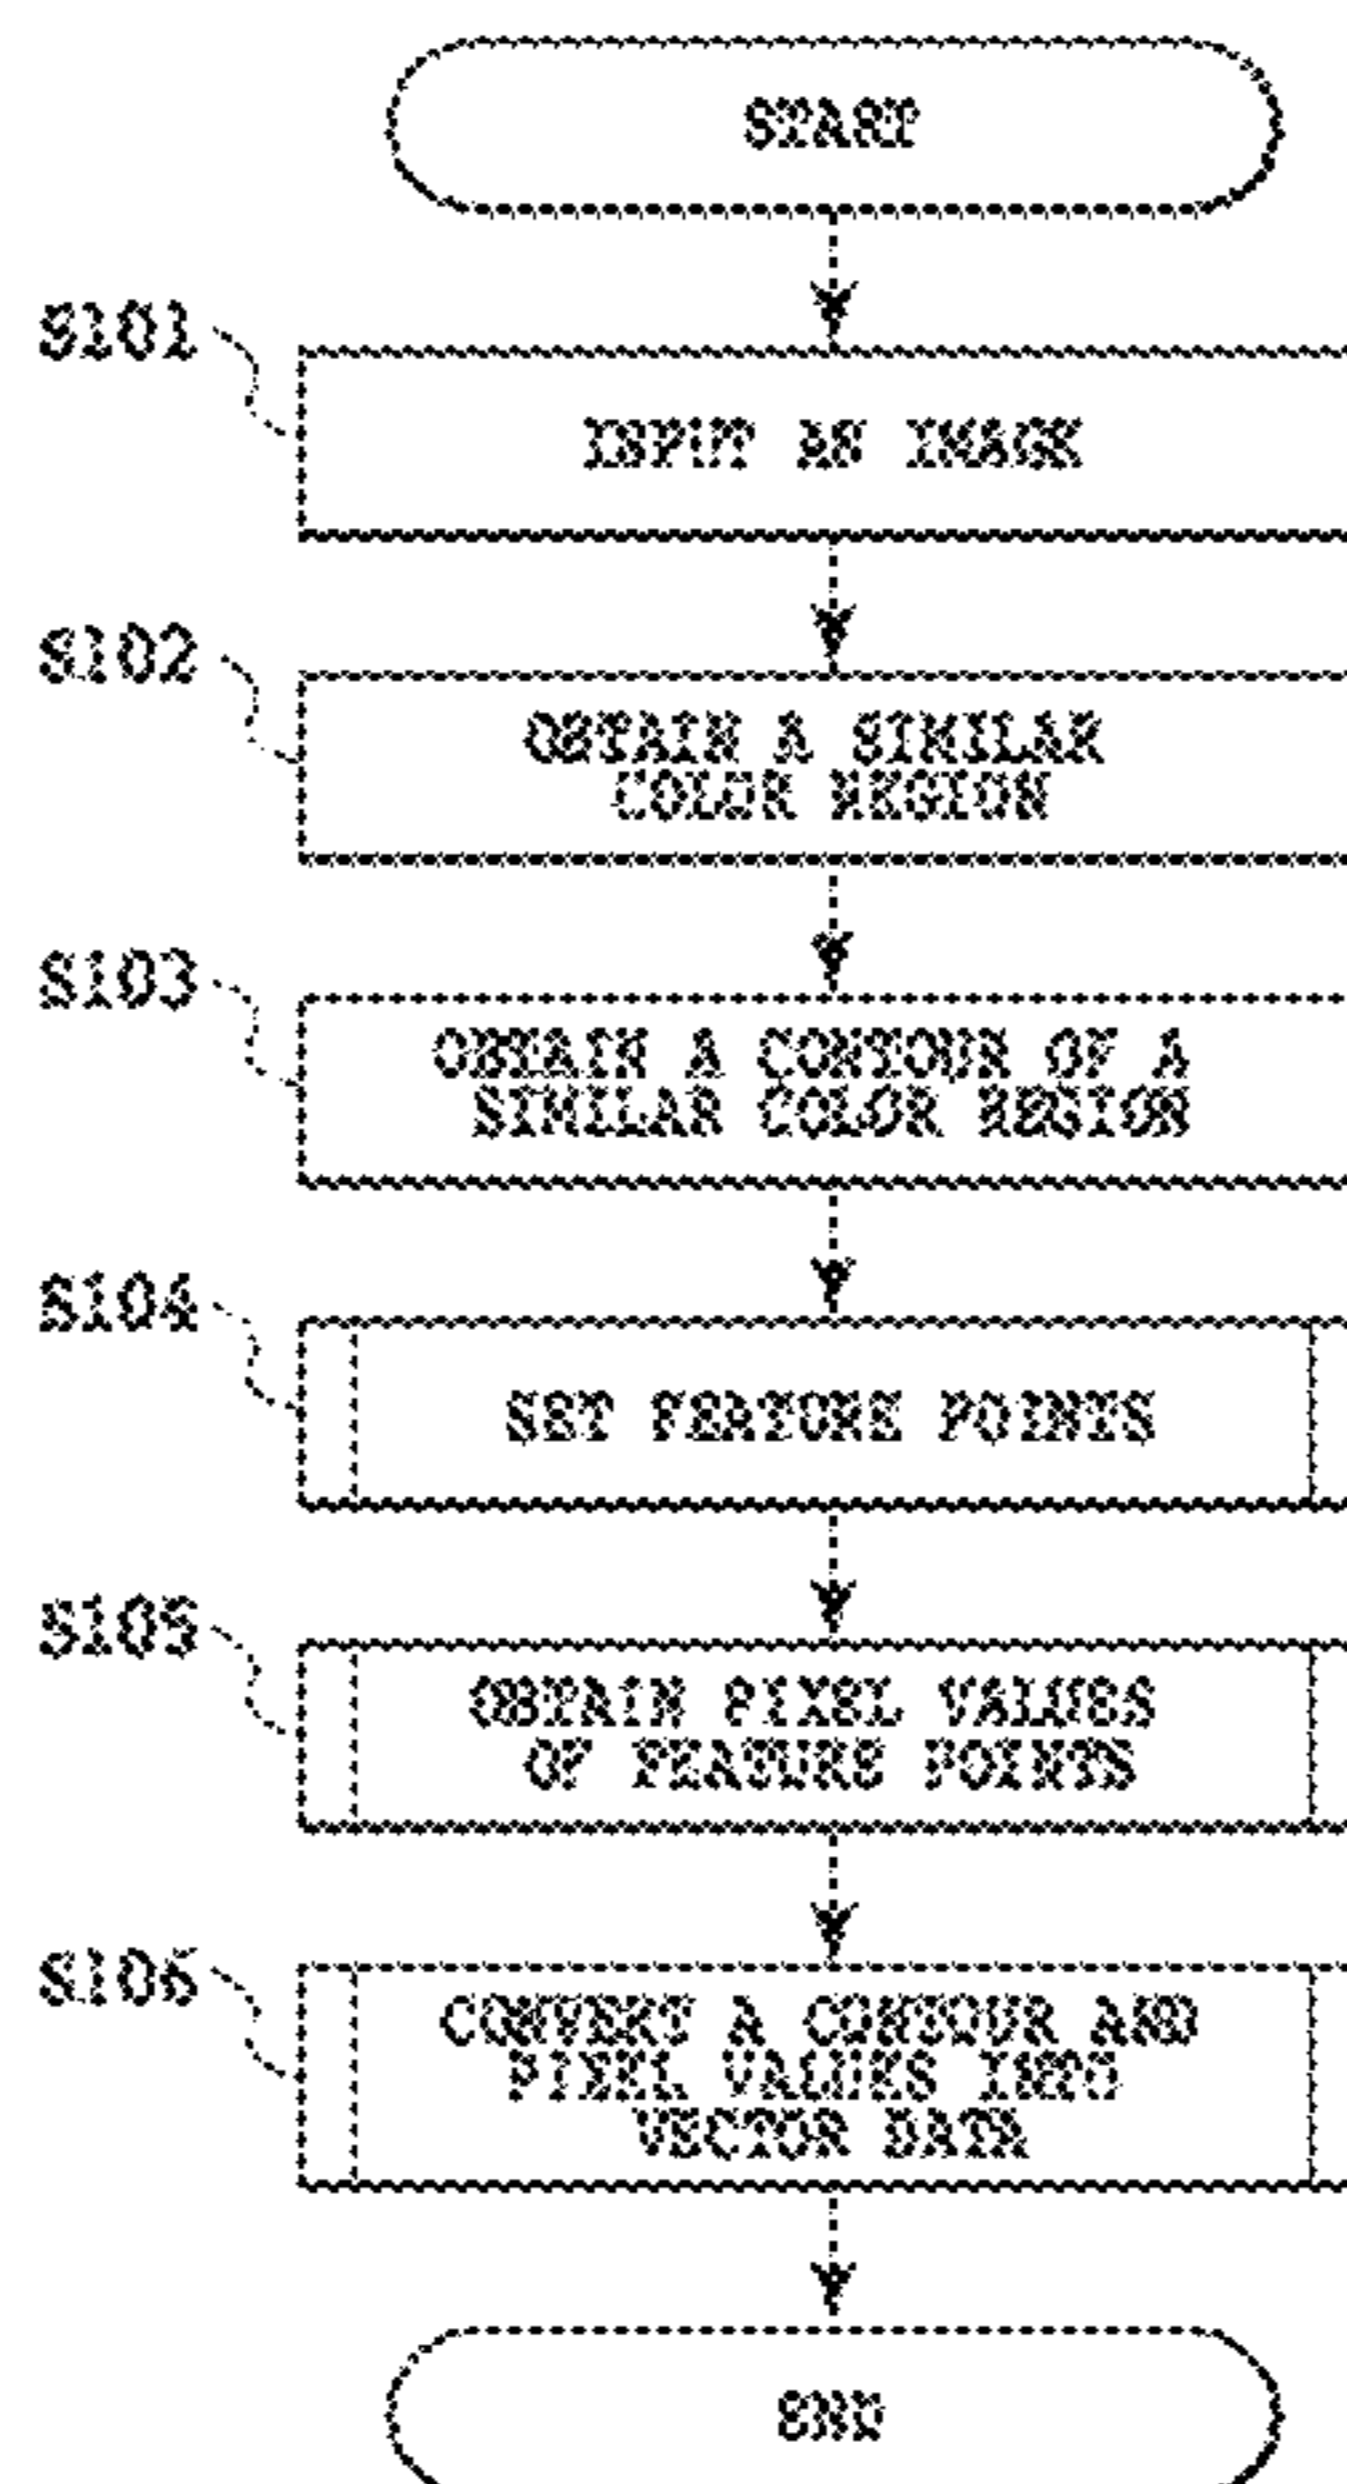 START
S101
INPUT AN IMAGE
S102
OBTAIN A SIMILAR
COLOR REGION
S103
OBTAIN A CONTOUR OF A
SIMILAR COLOR REGION
S104
SET FEATURE POINTS
S105
OBTAIN PIXEL VALUES
OF FEATURE POINTS
S106
CONVERT A CONTOUR AND
PIXEL VALUES INTO
VECTOR DATA
END